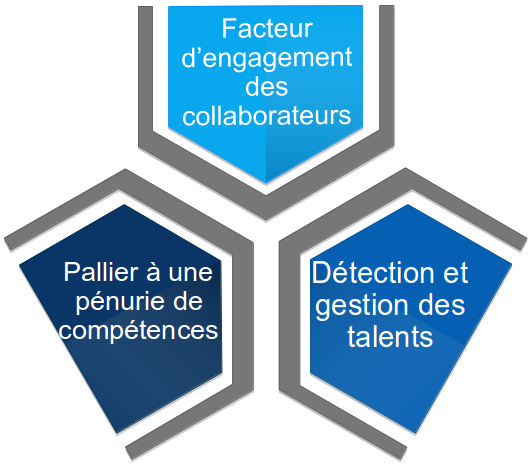 Facteur
d’engagement
des
collaborateurs
Pallier à une
pénurie de
compétences
Détection et
gestion des
talents